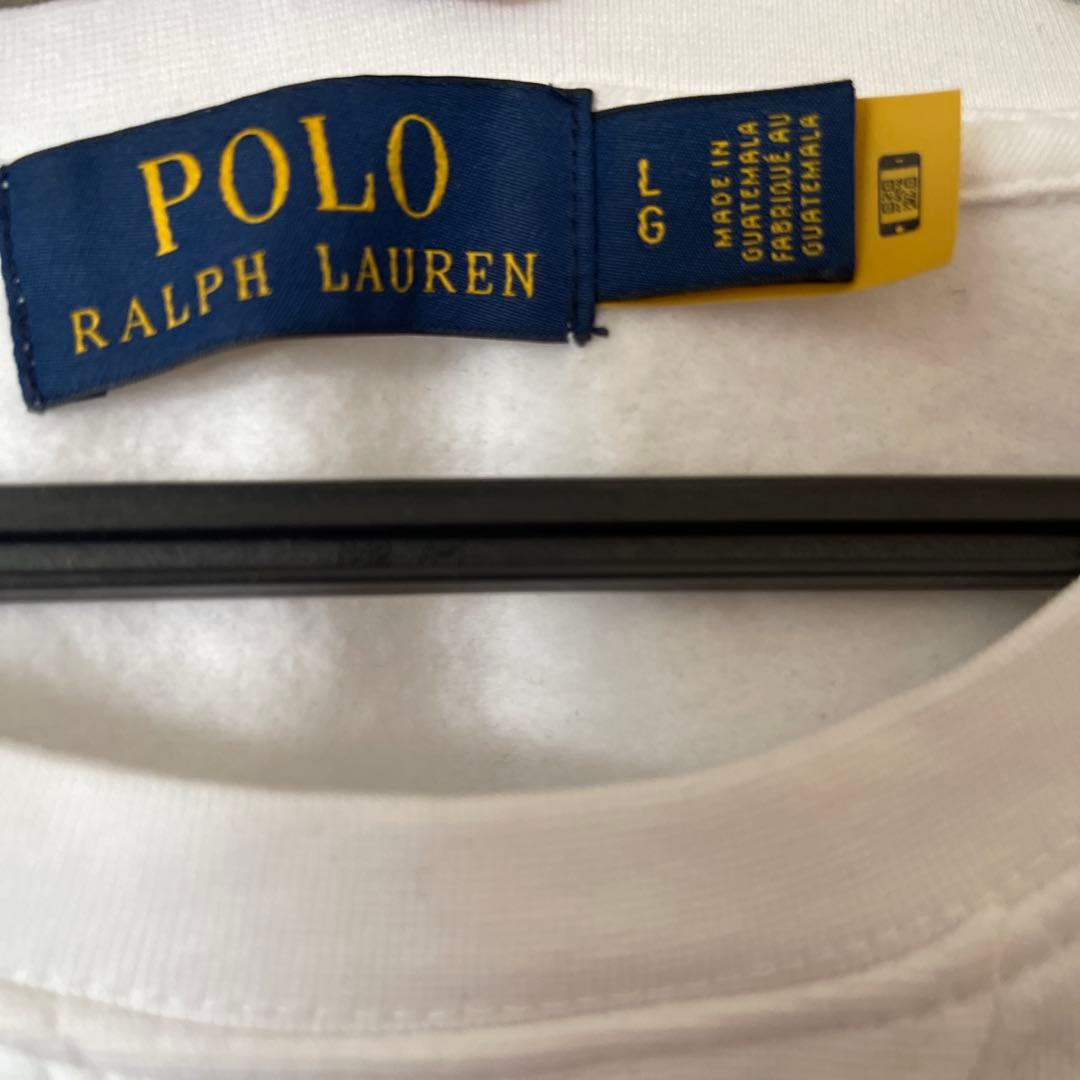 POLO
RALPH LAUREN
L
G
MADE IN
GUATEMALA
FABRIQUÉ AU
GUATEMALA